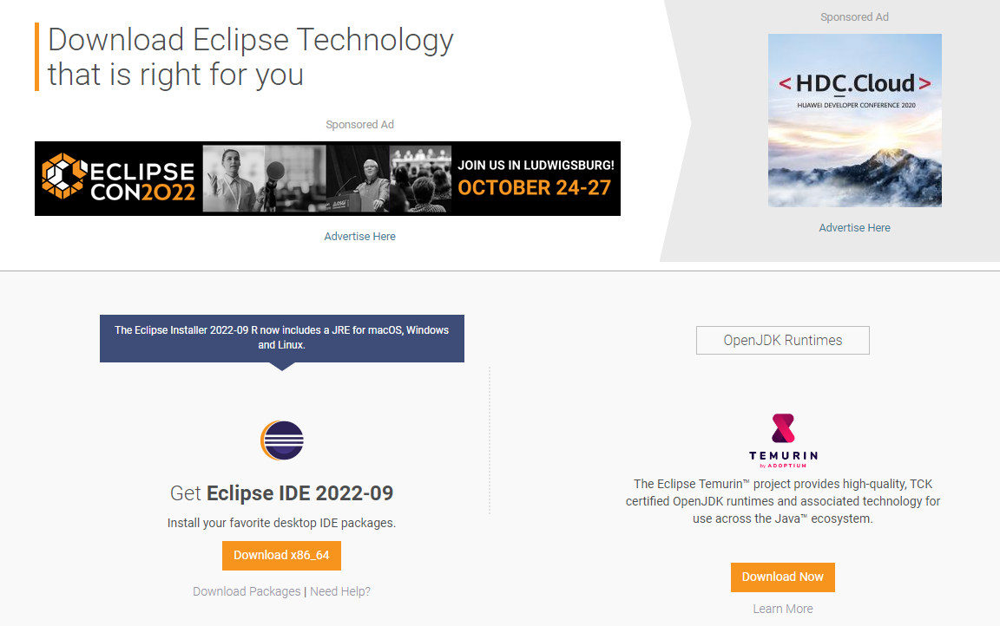 Download Eclipse Technology
that is right for you
Sponsored Ad
ECLIPSE
CON2022
JOIN US IN LUDWIGSBURG!
OCTOBER 24-27
Advertise Here
Sponsored Ad
<HDC.Cloud>
HUAWEI DEVELOPER CONFERENCE 2020
Advertise Here
The Eclipse Installer 2022-09 R now includes a JRE for macOS, Windows
and Linux.
Get Eclipse IDE 2022-09
Install your favorite desktop IDE packages.
Download x86_64
Download Packages | Need Help?
OpenJDK Runtimes
TEMURIN
by ADOPTIUM
The Eclipse Temurin™ project provides high-quality, TCK
certified OpenJDK runtimes and associated technology for
use across the Java™ ecosystem.
Download Now
Learn More